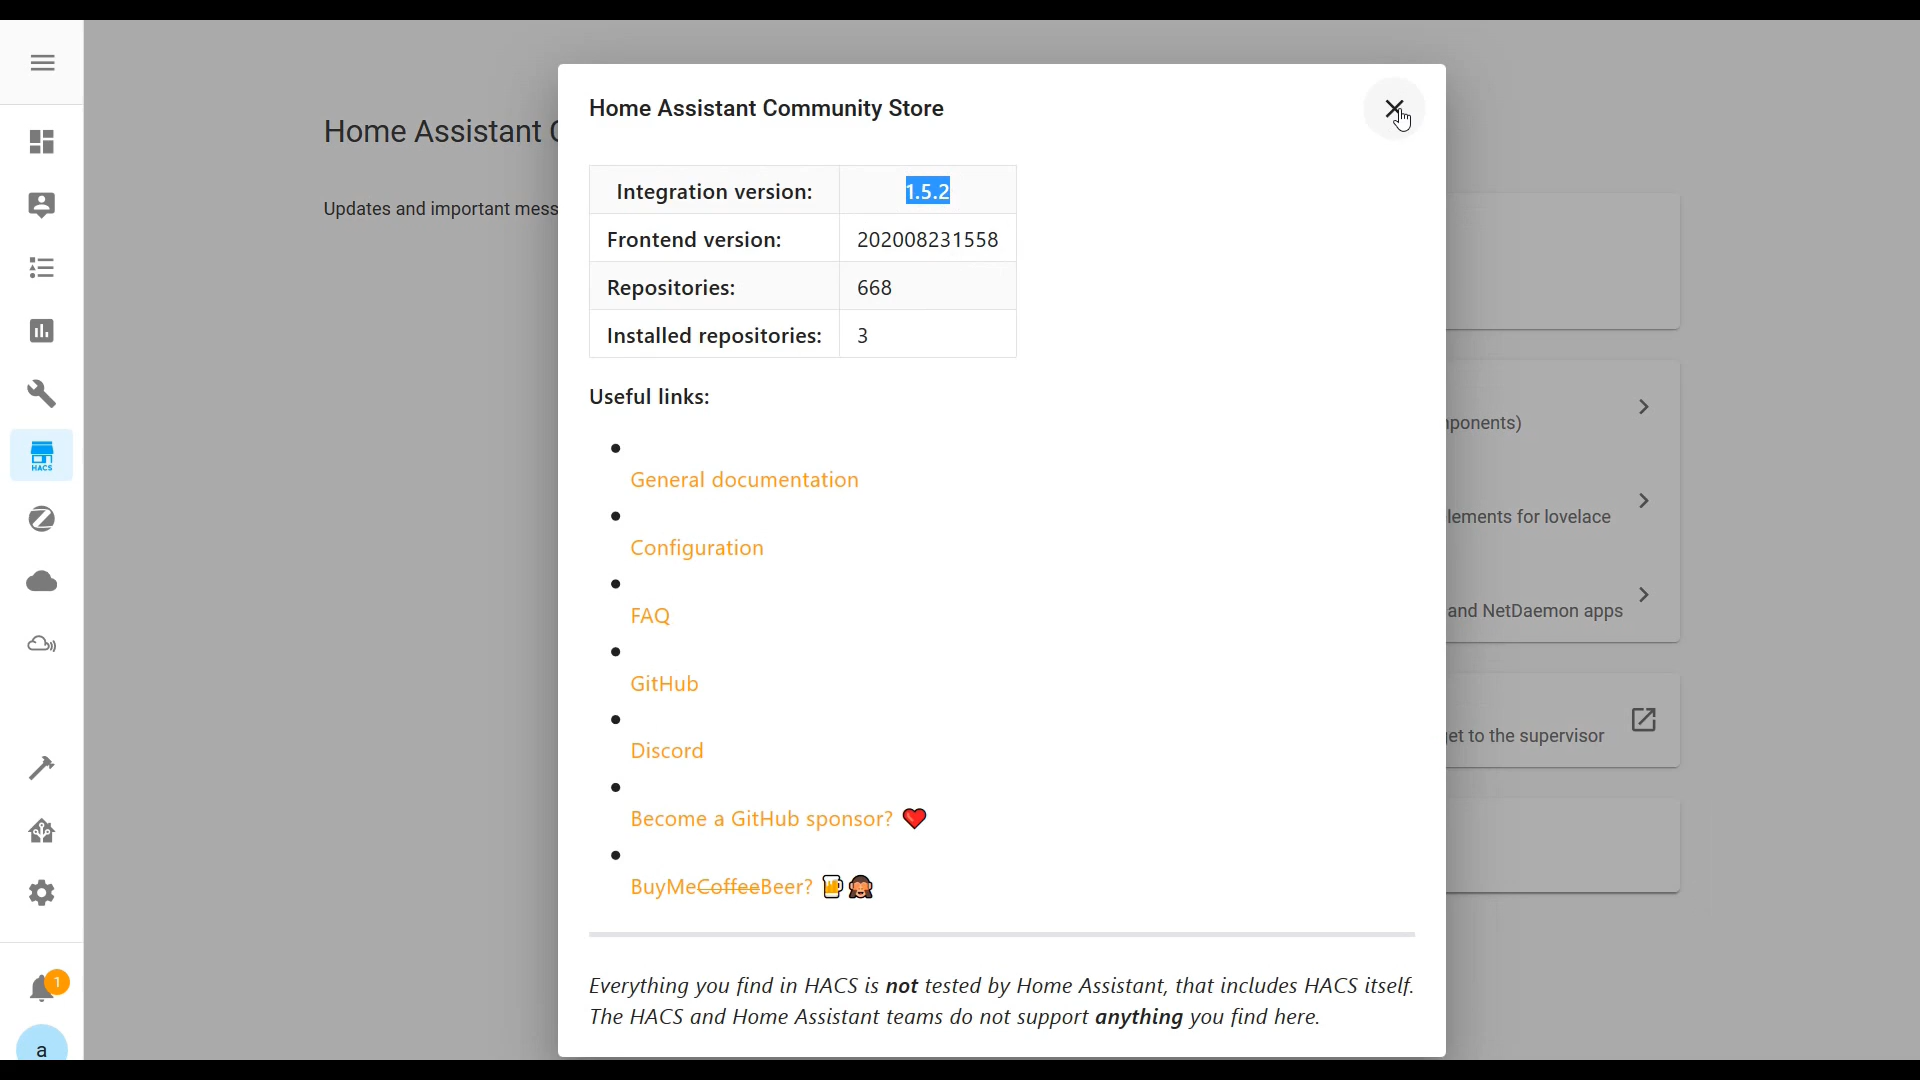 Home Assistant C
Updates and important mess
Home Assistant Community Store
Integration version: 1.5.2
Frontend version: 202008231558
Repositories: 668
Installed repositories: 3
Useful links:
General documentation
Configuration
FAQ
GitHub
Discord
Become a GitHub sponsor? ❤️
BuyMeCoffeeBeer? 🍺🙈
Everything you find in HACS is not tested by Home Assistant, that includes HACS itself.
The HACS and Home Assistant teams do not support anything you find here.
ponents)
lements for lovelace
and NetDaemon apps
et to the supervisor
HACS
1
a